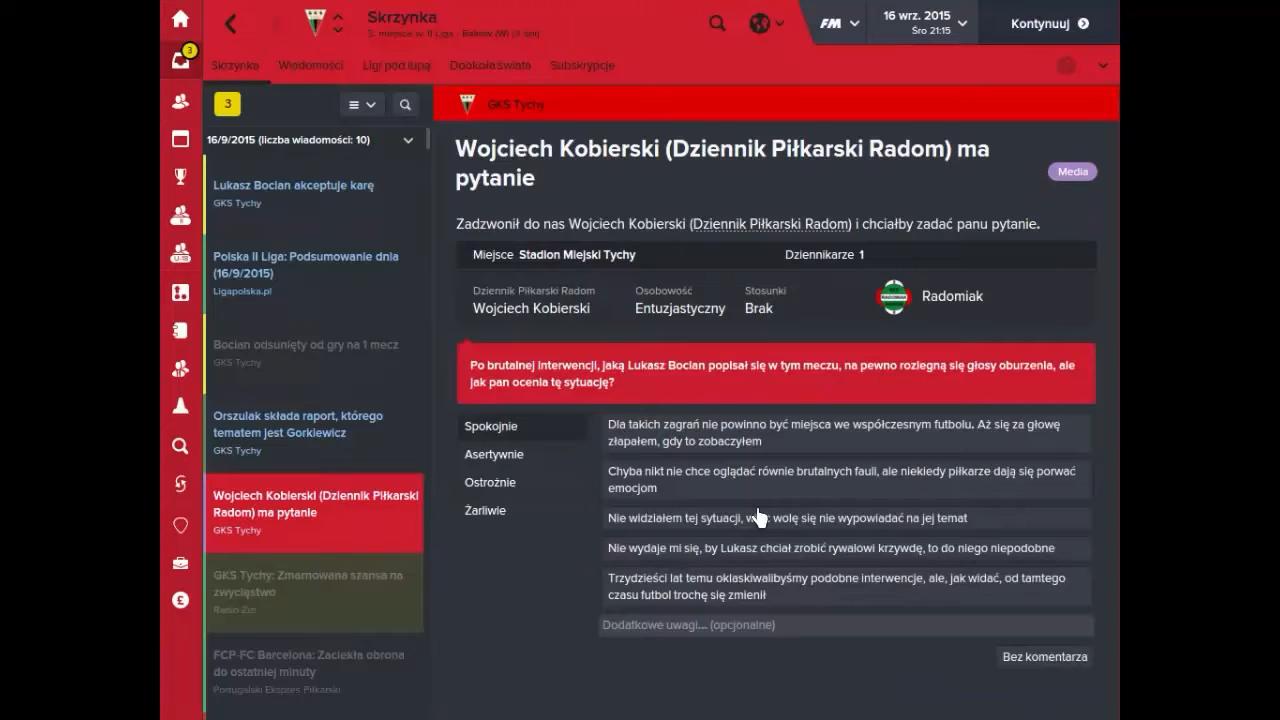 Skrzynka
3. miejsce w II Liga - Raków (W) (3 dni)
FM
16 wrz. 2015
Śro 21:15
Kontynuuj
3
Skrzynka
Wiadomości
Ligi pod lupą
Dookoła świata
Subskrypcje
3
GKS Tychy
16/9/2015 (liczba wiadomości: 10)
Lukasz Bocian akceptuje karę
GKS Tychy
Polska II Liga: Podsumowanie dnia
(16/9/2015)
Ligapolska.pl
Bocian odsunięty od gry na 1 mecz
GKS Tychy
Orszulak składa raport, którego
tematem jest Gorkiewicz
GKS Tychy
Wojciech Kobierski (Dziennik Piłkarski
Radom) ma pytanie
GKS Tychy
GKS Tychy: Zmarnowana szansa na
zwycięstwo
Radio Zut
FCP-FC Barcelona: Zaciekła obrona
do ostatniej minuty
Portugalski Ekspres Piłkarski
Wojciech Kobierski (Dziennik Piłkarski Radom) ma
pytanie
Media
Zadzwonił do nas Wojciech Kobierski (Dziennik Piłkarski Radom) i chciałby zadać panu pytanie.
Miejsce Stadion Miejski Tychy
Dziennikarze 1
Dziennik Piłkarski Radom
Wojciech Kobierski
Osobowość
Entuzjastyczny
Stosunki
Brak
RADOMIAK
Radomiak
Po brutalnej interwencji, jaką Lukasz Bocian popisał się w tym meczu, na pewno rozlegną się głosy oburzenia, ale
jak pan ocenia tę sytuację?
Spokojnie
Asertywnie
Ostrożnie
Żarliwie
Dla takich zagrań nie powinno być miejsca we współczesnym futbolu. Aż się za głowę
złapałem, gdy to zobaczyłem
Chyba nikt nie chce oglądać równie brutalnych fauli, ale niekiedy piłkarze dają się porwać
emocjom
Nie widziałem tej sytuacji, wolę się nie wypowiadać na jej temat
Nie wydaje mi się, by Lukasz chciał zrobić rywalowi krzywdę, to do niego niepodobne
Trzydzieści lat temu oklaskiwalibyśmy podobne interwencje, ale, jak widać, od tamtego
czasu futbol trochę się zmienił
Dodatkowe uwagi... (opcjonalne)
Bez komentarza